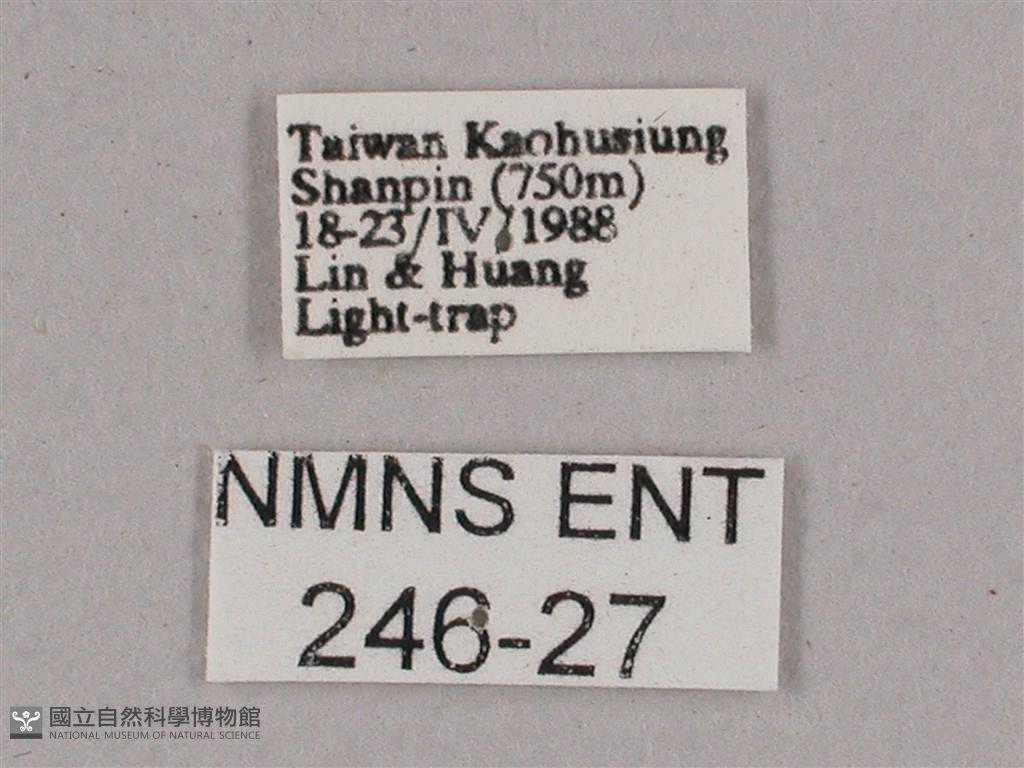 Taiwan Kaohusiung
Shanpin (750m)
18-23/IV/1988
Lin & Huang
Light-trap
NMNS ENT
246-27
國立自然科學博物館
NATIONAL MUSEUM OF NATURAL SCIENCE